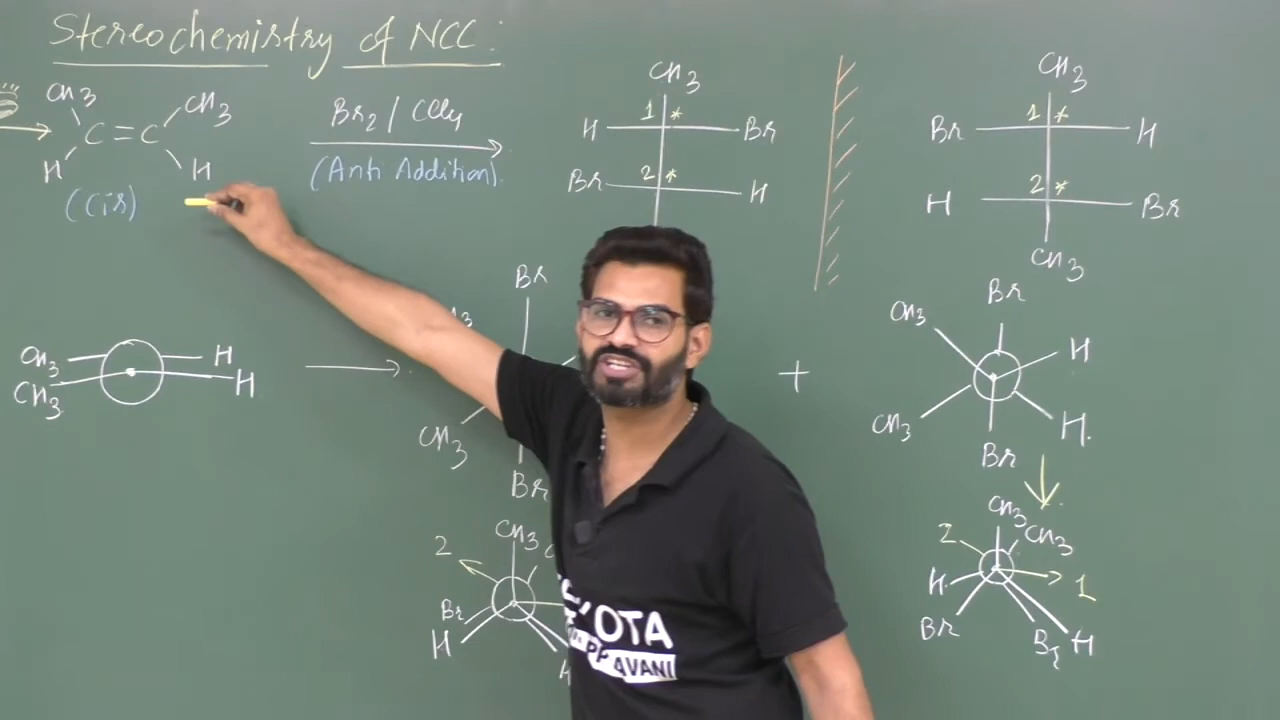 Stereochemistry of NCC:
CH3 CH3
C=C
H H
(Cis)
Br2 / CCl4
(Anti Addition).
CH3
H 1 * Br
Br 2 * H
CH3
Br 1 * H
H 2 * Br
CH3
CH3 H
CH3 H
Br
CH3
Br
+
Br
CH3 H
CH3 H.
Br
CH3
2
Br
H
CH3 CH3
2
H 1
Br Br H
OTA
AVANI